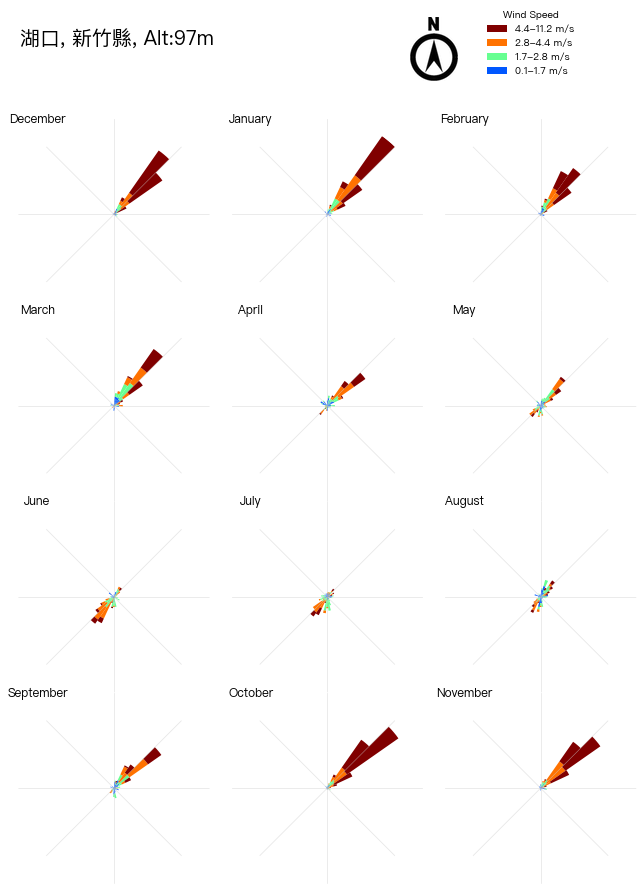 湖口, 新竹縣, Alt:97m
N
Wind Speed
4.4–11.2 m/s
2.8–4.4 m/s
1.7–2.8 m/s
0.1–1.7 m/s
December
January
February
March
April
May
June
July
August
September
October
November